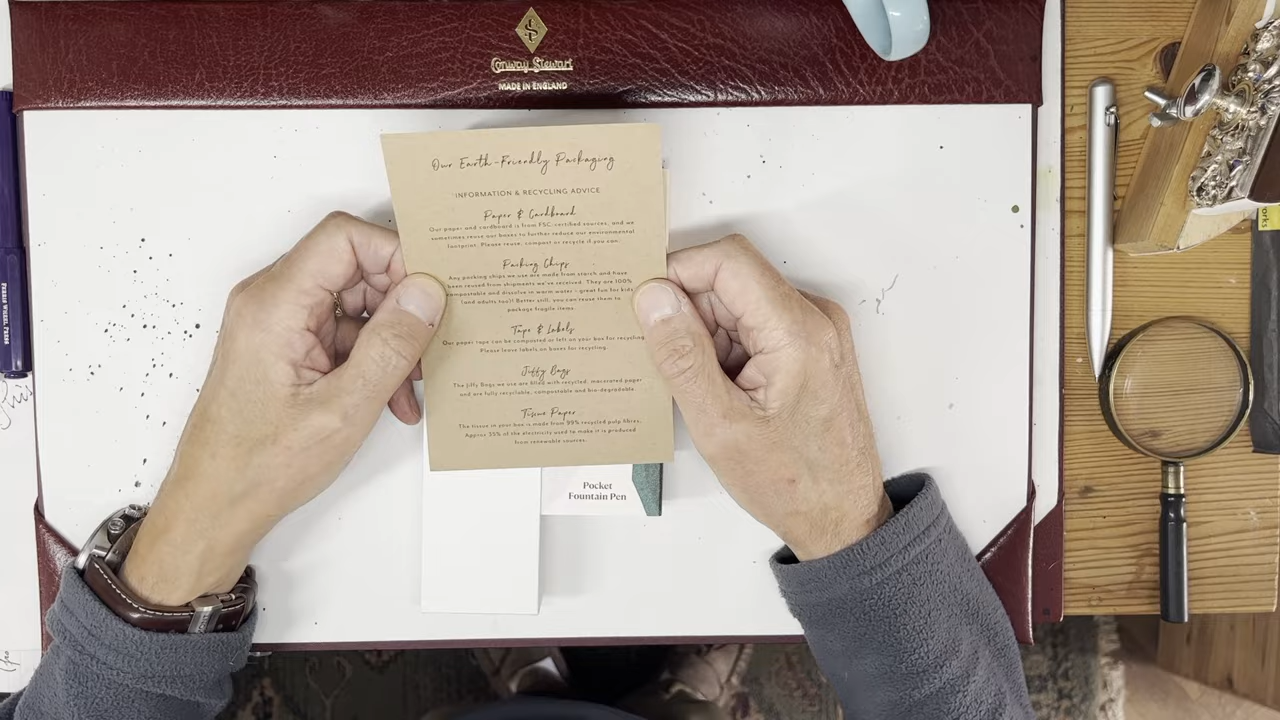 Conway Stewart
MADE IN ENGLAND
Our Earth-Friendly Packaging
INFORMATION & RECYCLING ADVICE
Paper & Cardboard
Our paper and cardboard is from FSC-certified sources, and we
sometimes reuse our boxes to further reduce our environmental
footprint. Please reuse, compost or recycle if you can.
Packing Chips
Any packing chips we use are made from starch and have
been reused from shipments we've received. They are 100%
compostable and dissolve in warm water - great fun for kids
(and adults too)! Better still, you can reuse them to
package fragile items.
Tape & Labels
Our paper tape can be composted or left on your box for recycling.
Please leave labels on boxes for recycling.
Jiffy Bags
The Jiffy Bags we use are filled with recycled, macerated paper
and are fully recyclable, compostable and bio-degradable.
Tissue Paper
The tissue in your box is made from 99% recycled pulp fibres.
Approx 35% of the electricity used to make it is produced
from renewable sources.
Pocket
Fountain Pen